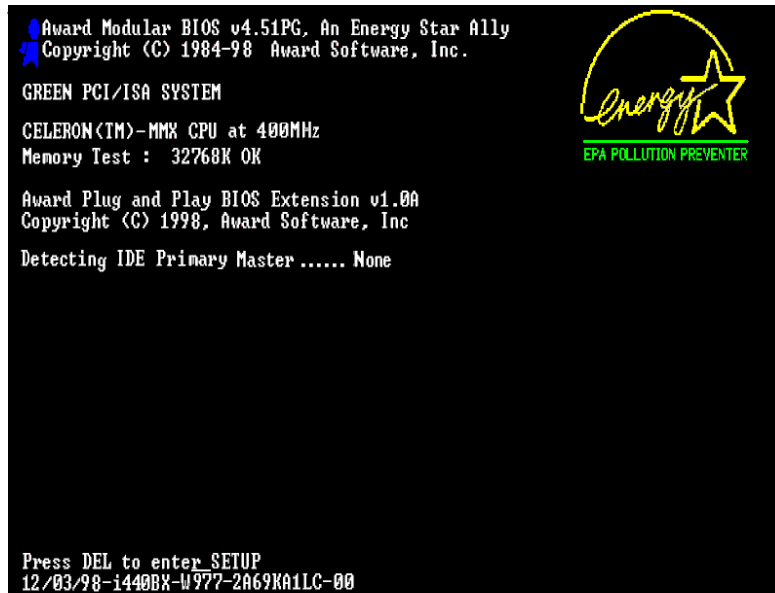 Award Modular BIOS v4.51PG, An Energy Star Ally
Copyright (C) 1984-98 Award Software, Inc.
energy
EPA POLLUTION PREVENTER
GREEN PCI/ISA SYSTEM
CELERON(TM)-MMX CPU at 400MHz
Memory Test : 32768K OK
Award Plug and Play BIOS Extension v1.0A
Copyright (C) 1998, Award Software, Inc
Detecting IDE Primary Master ...... None
Press DEL to enter SETUP
12/03/98-i440BX-W977-2A69KA1LC-00